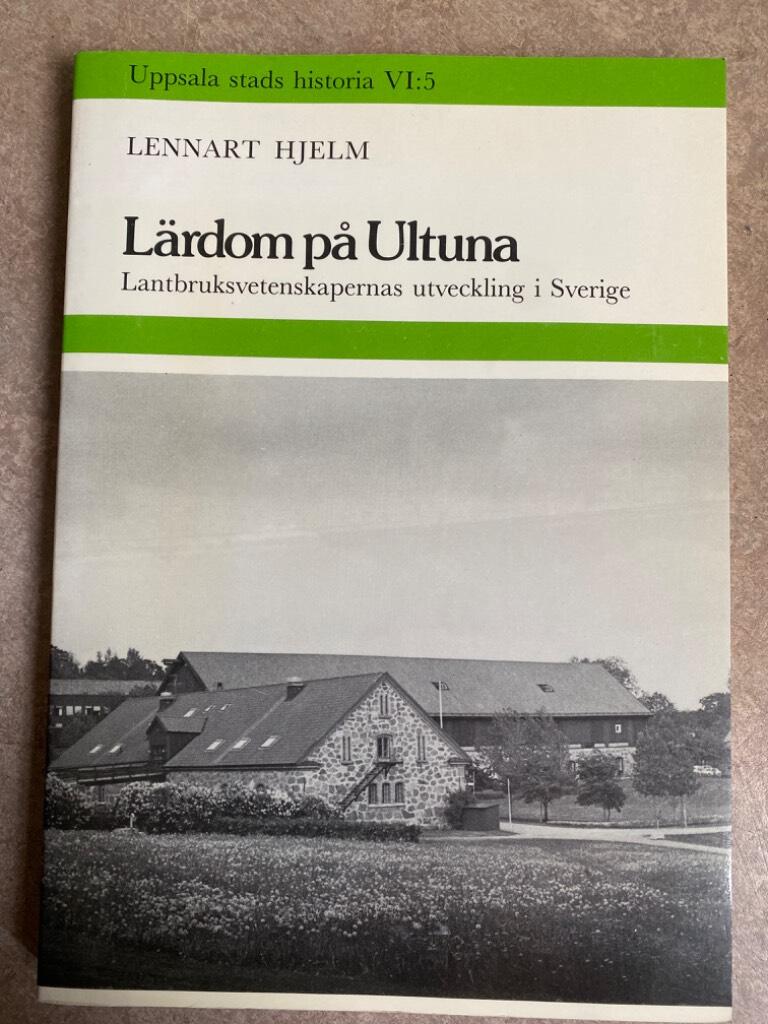 Uppsala stads historia VI:5
LENNART HJELM
Lärdom på Ultuna
Lantbruksvetenskapernas utveckling i Sverige